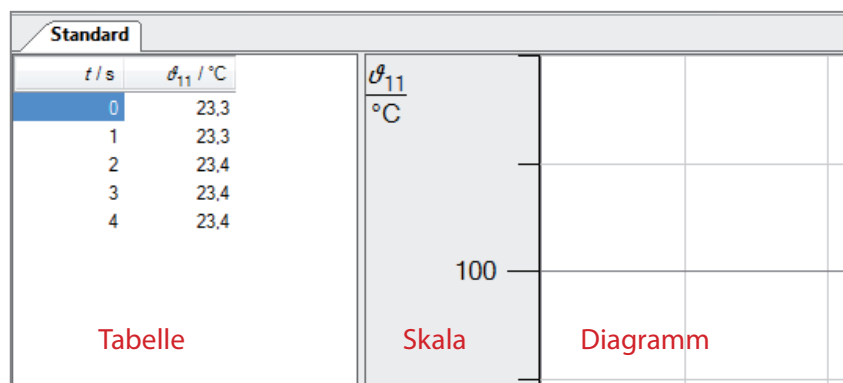 Standard
t / s ϑ11 / °C
0 23,3
1 23,3
2 23,4
3 23,4
4 23,4
ϑ11
°C
100
Tabelle
Skala
Diagramm